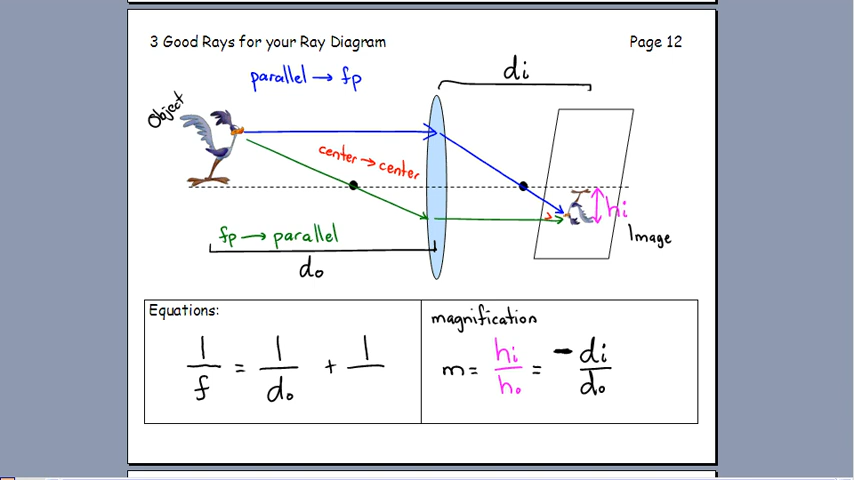 3 Good Rays for your Ray Diagram
Page 12
parallel → fp
di
Object
center → center
hi
Image
fp → parallel
do
Equations:
1/f = 1/do + 1/
magnification
m = hi/ho = -di/do